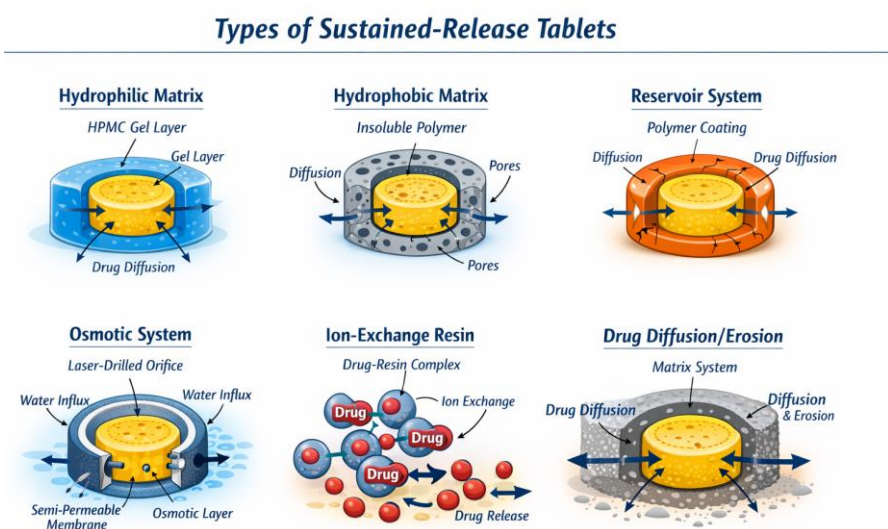 Types of Sustained-Release Tablets
Hydrophilic Matrix
HPMC Gel Layer
Gel Layer
Drug Diffusion
Hydrophobic Matrix
Insoluble Polymer
Diffusion
Pores
Pores
Reservoir System
Polymer Coating
Diffusion
Drug Diffusion
Osmotic System
Laser-Drilled Orifice
Water Influx
Water Influx
Semi-Permeable
Membrane
Osmotic Layer
Ion-Exchange Resin
Drug-Resin Complex
Ion Exchange
Drug
Drug
Drug
Drug Release
Drug Diffusion/Erosion
Matrix System
Drug Diffusion
Diffusion
& Erosion